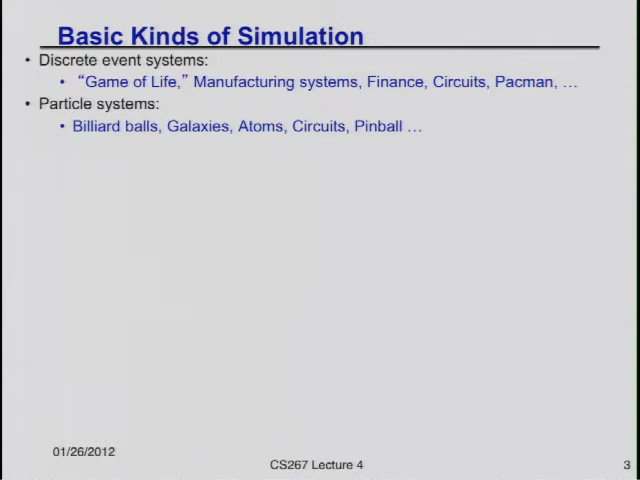 Basic Kinds of Simulation
• Discrete event systems:
• “Game of Life,” Manufacturing systems, Finance, Circuits, Pacman, …
• Particle systems:
• Billiard balls, Galaxies, Atoms, Circuits, Pinball …
01/26/2012
CS267 Lecture 4
3